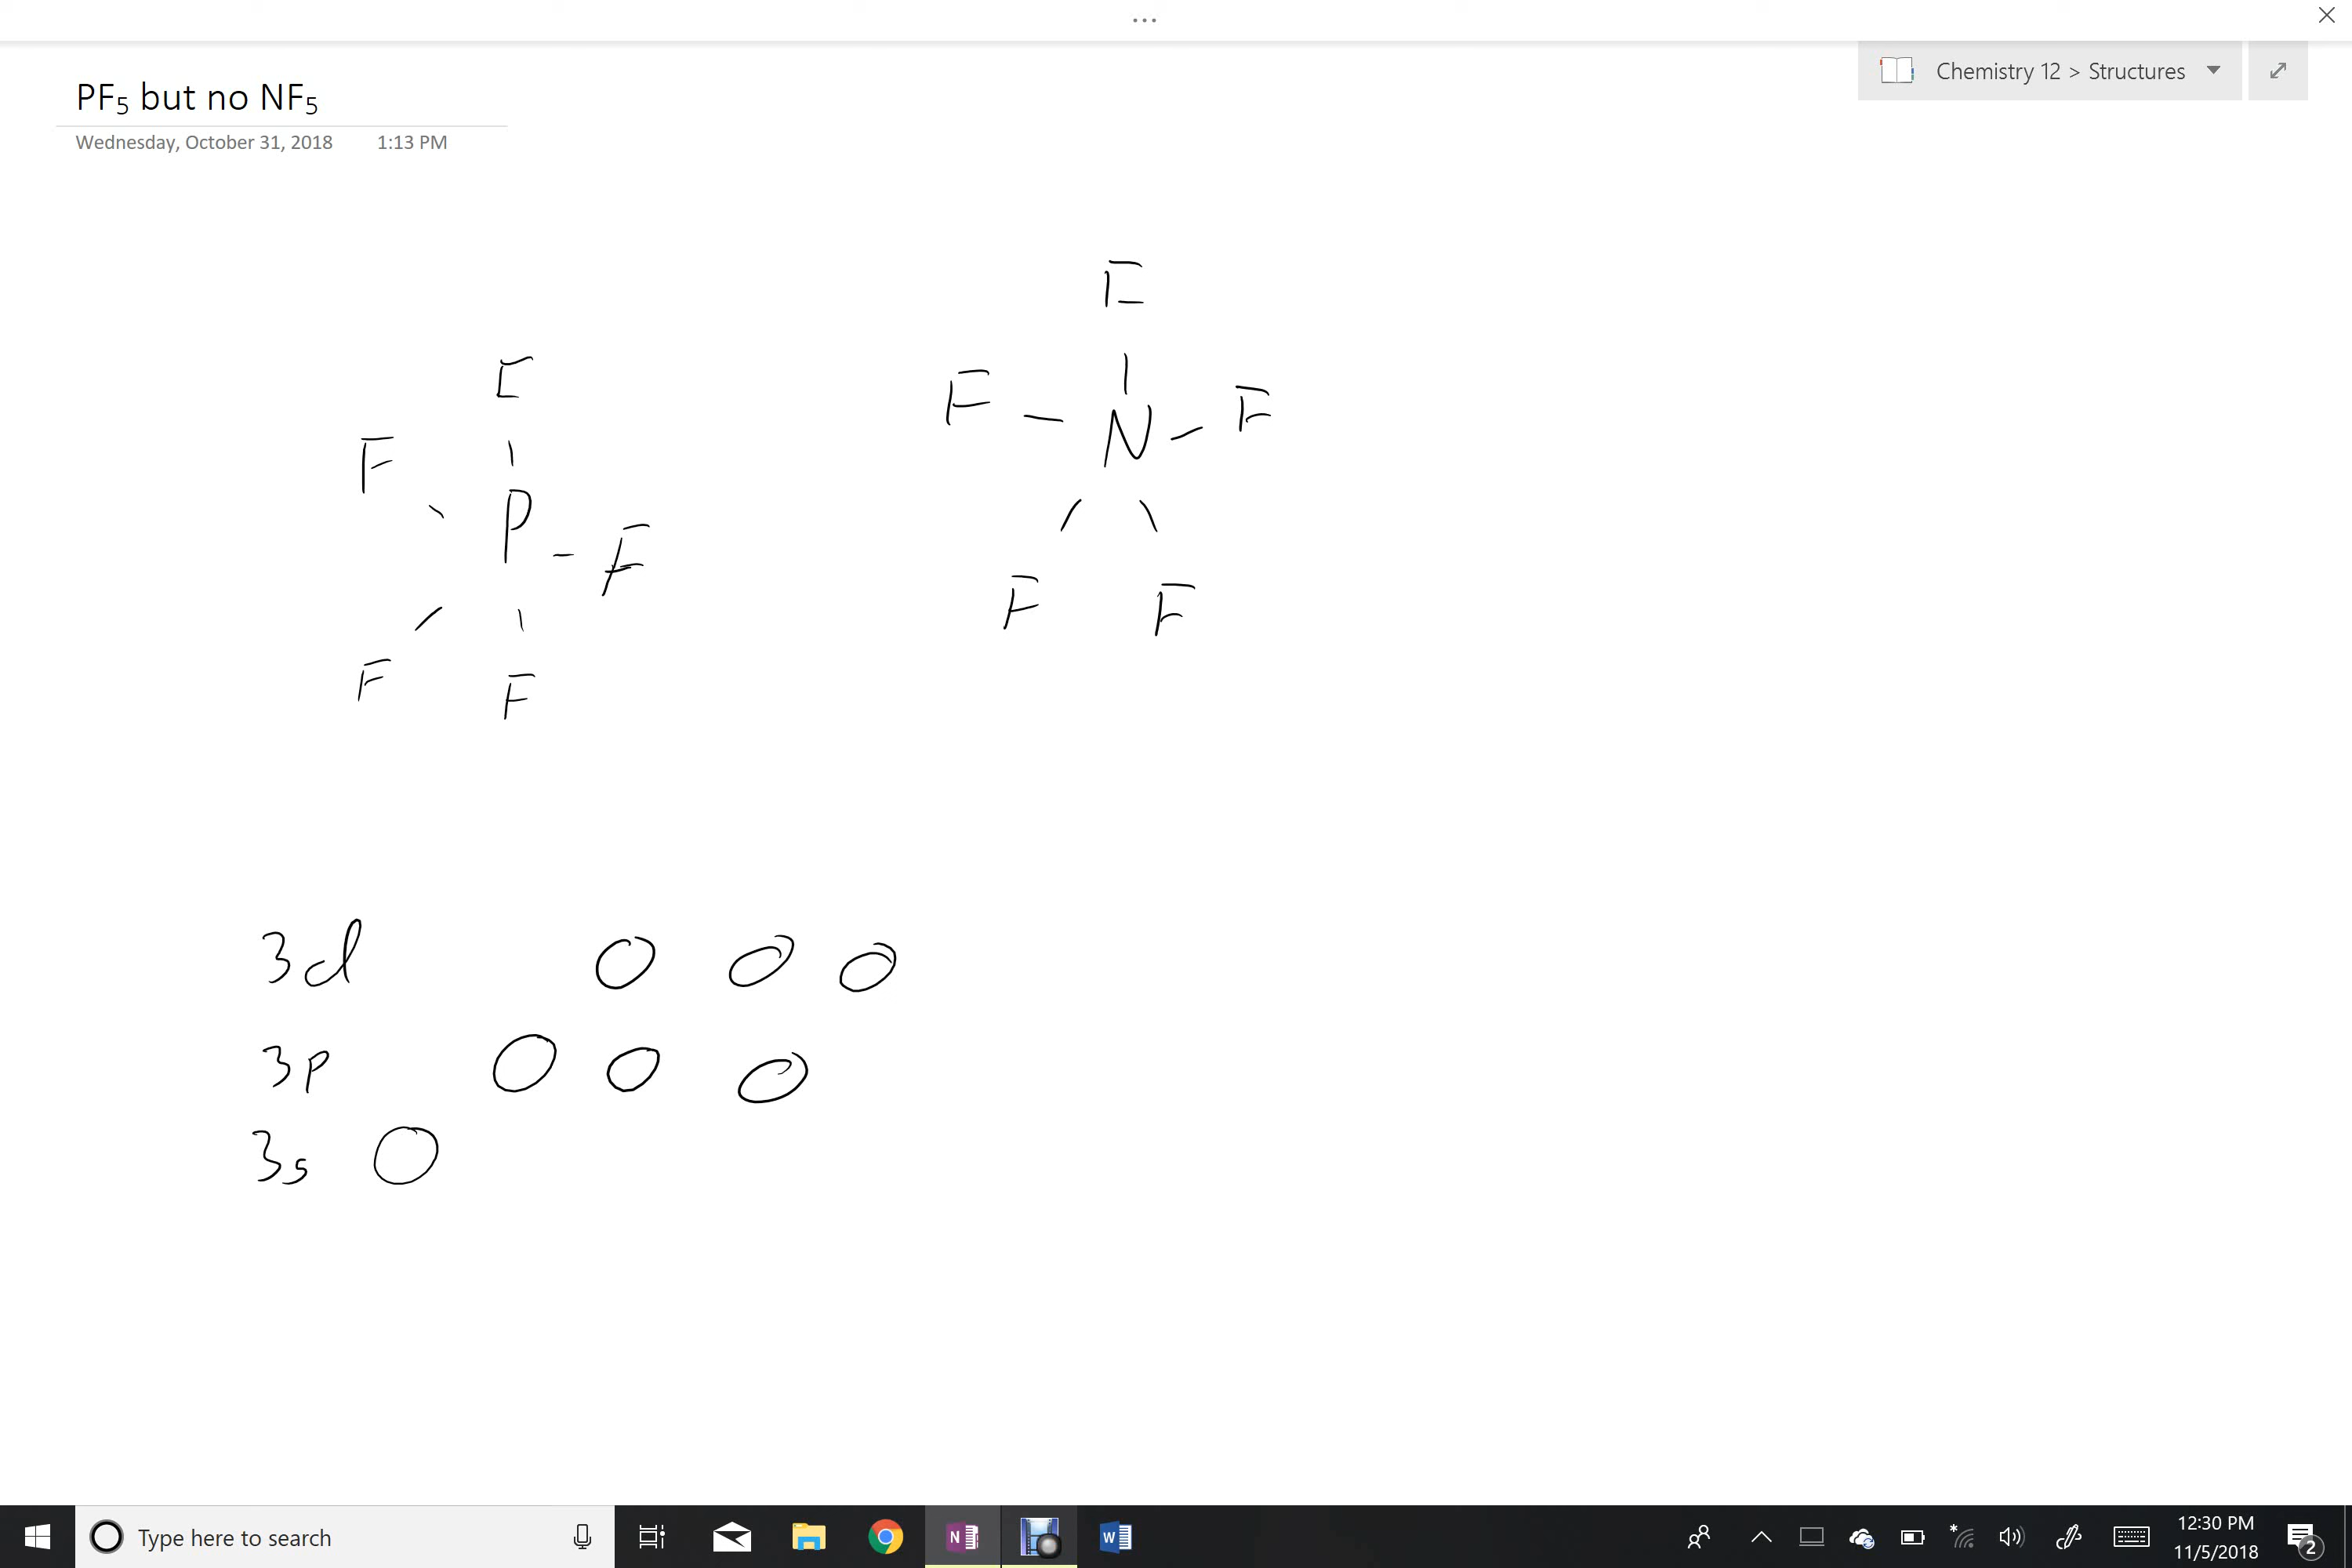 ...
Chemistry 12 > Structures
PF₅ but no NF₅
Wednesday, October 31, 2018 1:13 PM
F
F
P
F
F
F
F
F
N
F
F
F
3d
3p
3s
Type here to search
N
W
12:30 PM
11/5/2018
2